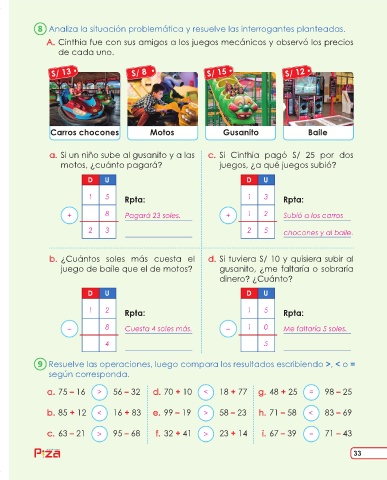 8 Analiza la situación problemática y resuelve las interrogantes planteadas.
A. Cinthia fue con sus amigos a los juegos mecánicos y observó los precios
de cada uno.
S/ 13 S/ 8 S/ 15 S/ 12
Carros chocones Motos Gusanito Baile
a. Si un niño sube al gusanito y a las
motos, ¿cuánto pagará?
D U
1 5
Rpta:
+ 8 Pagará 23 soles.
2 3
c. Si Cinthia pagó S/ 25 por dos
juegos, ¿a qué juegos subió?
D U
1 3
Rpta:
+ 1 2 Subió a los carros
2 5 chocones y al baile.
b. ¿Cuántos soles más cuesta el
juego de baile que el de motos?
D U
1 2
Rpta:
– 8 Cuesta 4 soles más.
4
d. Si tuviera S/ 10 y quisiera subir al
gusanito, ¿me faltaría o sobraría
dinero? ¿Cuánto?
D U
1 5
Rpta:
– 1 0 Me faltaría 5 soles.
5
9 Resuelve las operaciones, luego compara los resultados escribiendo >, < o =
según corresponda.
a. 75 – 16 > 56 – 32 d. 70 + 10 < 18 + 77 g. 48 + 25 = 98 – 25
b. 85 + 12 < 16 + 83 e. 99 – 19 > 58 – 23 h. 71 – 58 < 83 – 69
c. 63 – 21 > 95 – 68 f. 32 + 41 > 23 + 14 i. 67 – 39 = 71 – 43
33